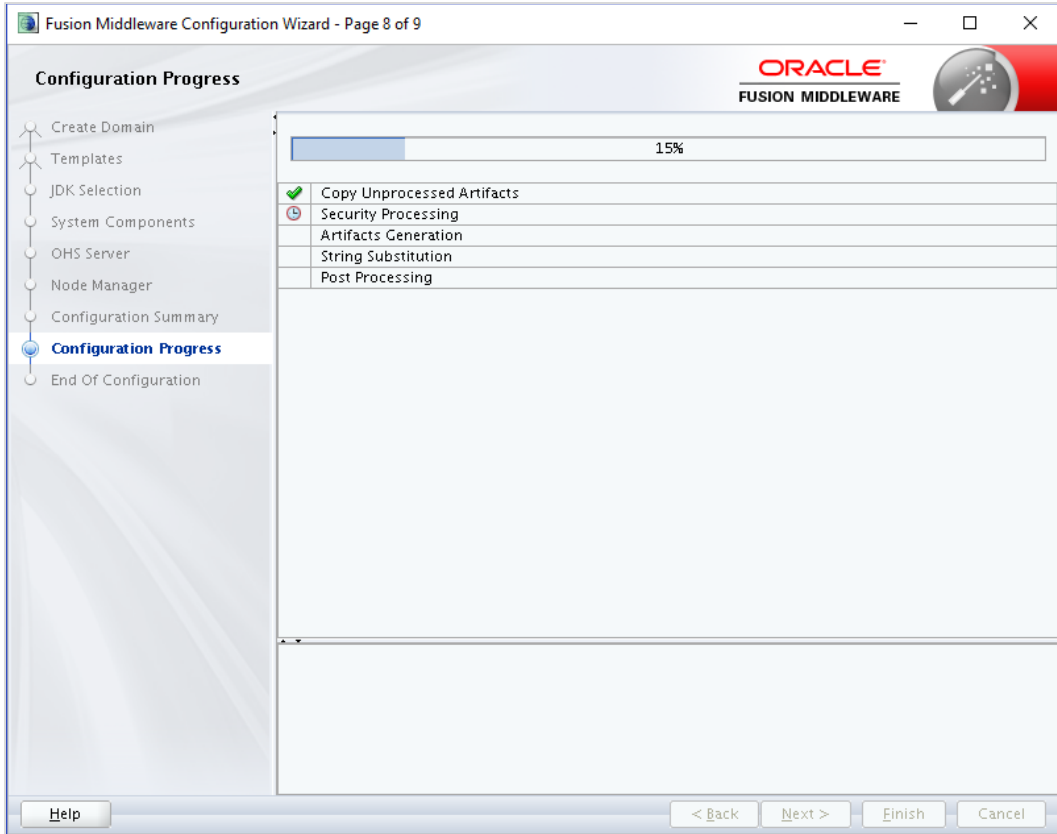 Fusion Middleware Configuration Wizard - Page 8 of 9
Configuration Progress
ORACLE
FUSION MIDDLEWARE
Create Domain
Templates
JDK Selection
System Components
OHS Server
Node Manager
Configuration Summary
Configuration Progress
End Of Configuration
15%
Copy Unprocessed Artifacts
Security Processing
Artifacts Generation
String Substitution
Post Processing
Help
< Back
Next >
Finish
Cancel